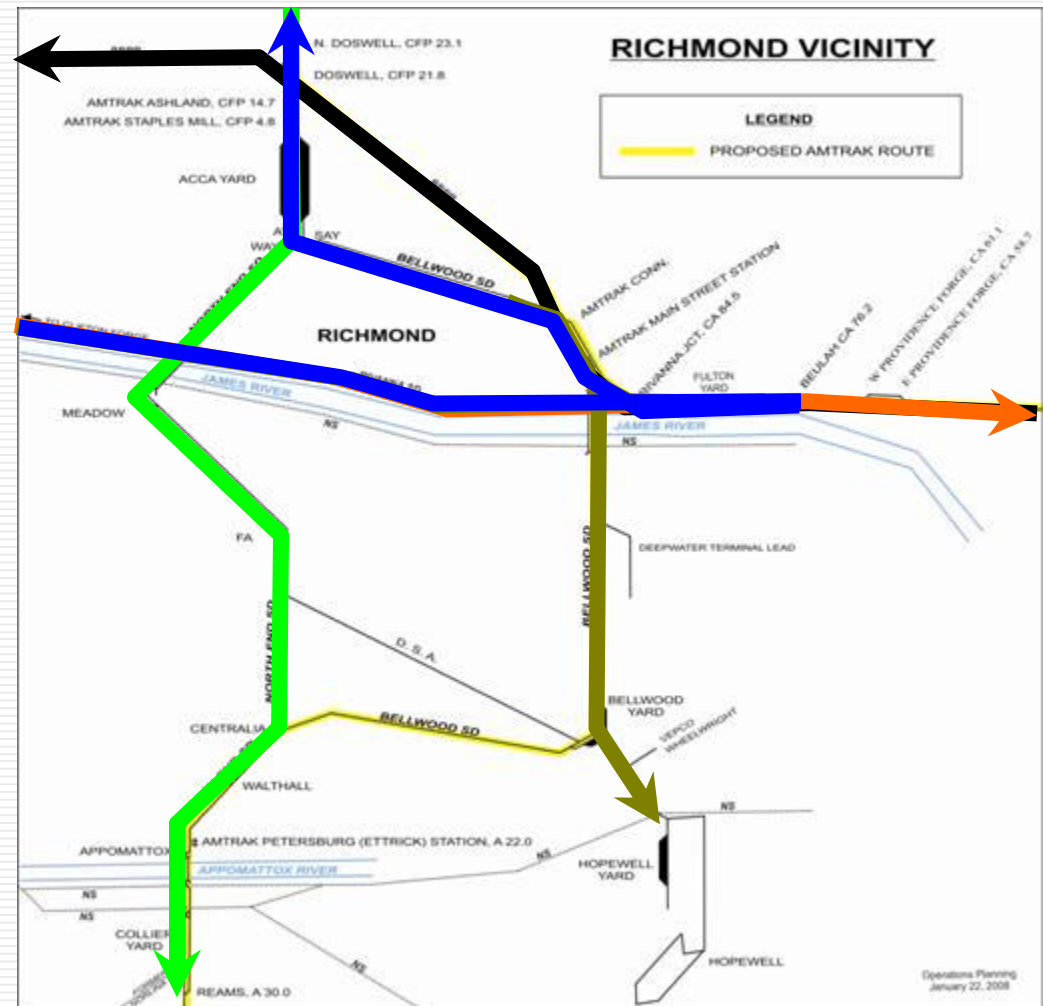 N. DOSWELL, CFP 23.1
RICHMOND VICINITY
DOSWELL, CFP 21.8
AMTRAK ASHLAND, CFP 14.7
AMTRAK STAPLES MILL, CFP 4.8
LEGEND
PROPOSED AMTRAK ROUTE
ACCA YARD
SAY
BELLWOOD SD
AMTRAK CONN.
AMTRAK MAIN STREET STATION
RIVANNA JCT, CA 84.5
BEULAH CA 76.2
W PROVIDENCE FORGE, CA 61.1
E PROVIDENCE FORGE, CA 58.7
TO CLIFTON FORGE
RICHMOND
JAMES RIVER
FULTON
YARD
MEADOW
NS
JAMES RIVER
NS
FA
BELLWOOD SD
DEEPWATER TERMINAL LEAD
NORTH END SD
D. S. A.
CENTRALIA
BELLWOOD SD
BELLWOOD
YARD
VEPCO
WHEELWRIGHT
WALTHALL
NS
AMTRAK PETERSBURG (ETTRICK) STATION, A 22.0
APPOMATTOX
NS
APPOMATTOX RIVER
HOPEWELL
YARD
NS
NS
COLLIER
YARD
NS
HOPEWELL
REAMS, A 30.0
Operations Planning
January 22, 2008